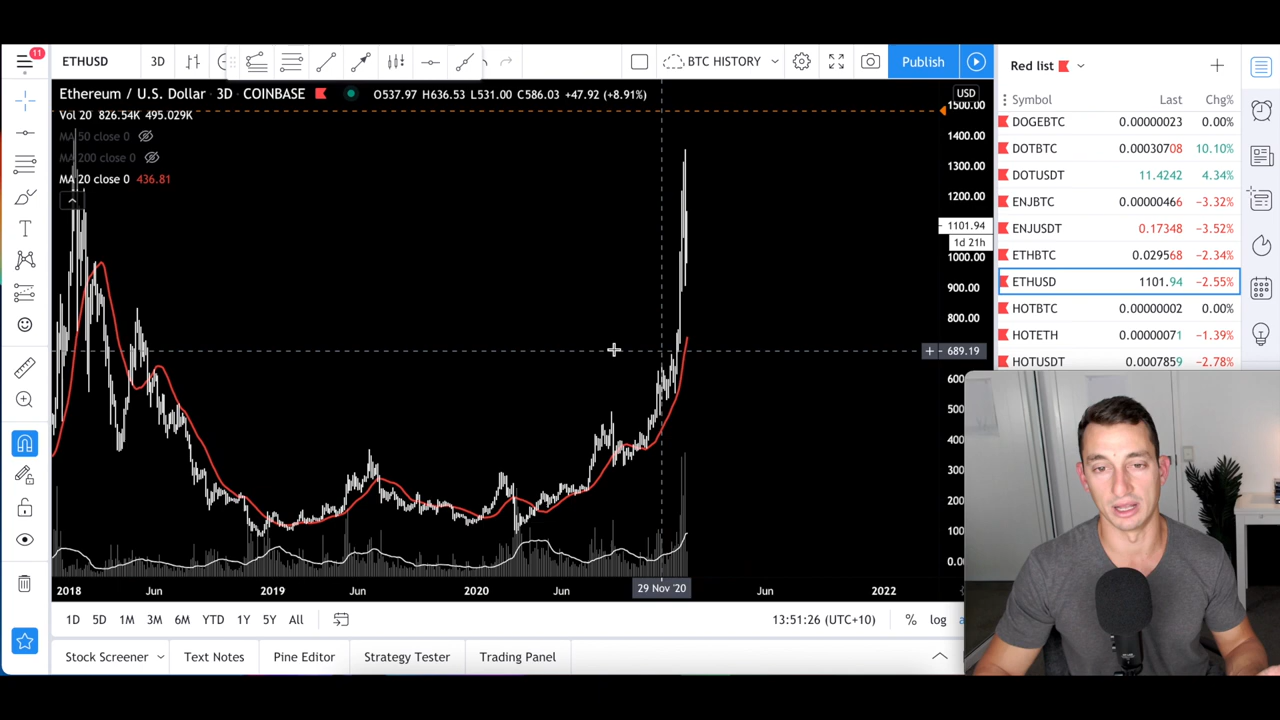 11
ETHUSD 3D BTC HISTORY Publish
Ethereum / U.S. Dollar 3D COINBASE O537.97 H636.53 L531.00 C586.03 +47.92 (+8.91%)
Vol 20 826.54K 495.029K
MA 50 close 0
MA 200 close 0
MA 20 close 0 436.81
USD
1500.00
1400.00
1300.00
1200.00
1101.94
1d 21h
1000.00
900.00
800.00
689.19
600
500
400
300
200
100
0.00
2018 Jun 2019 Jun 2020 Jun 29 Nov '20 Jun 2022
1D 5D 1M 3M 6M YTD 1Y 5Y All 13:51:26 (UTC+10) % log a
Stock Screener Text Notes Pine Editor Strategy Tester Trading Panel
Red list
Symbol Last Chg%
DOGEBTC 0.00000023 0.00%
DOTBTC 0.00030708 10.10%
DOTUSDT 11.4242 4.34%
ENJBTC 0.00000466 −3.32%
ENJUSDT 0.17348 −3.52%
ETHBTC 0.029568 −2.34%
ETHUSD 1101.94 −2.55%
HOTBTC 0.00000002 0.00%
HOTETH 0.00000071 −1.39%
HOTUSDT 0.0007859 −2.78%